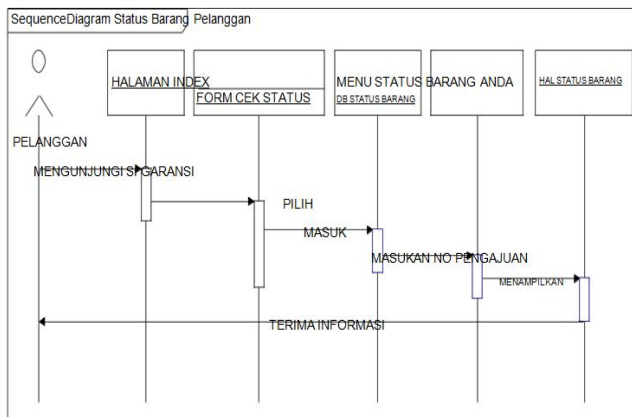 SequenceDiagram Status Barang Pelanggan
HALAMAN INDEX
FORM CEK STATUS
MENU STATUS BARANG ANDA
DB STATUS BARANG
HAL STATUS BARANG
PELANGGAN
MENGUNJUNGI SI GARANSI
PILIH
MASUK
MASUKAN NO PENGAJUAN
MENAMPILKAN
TERIMA INFORMASI